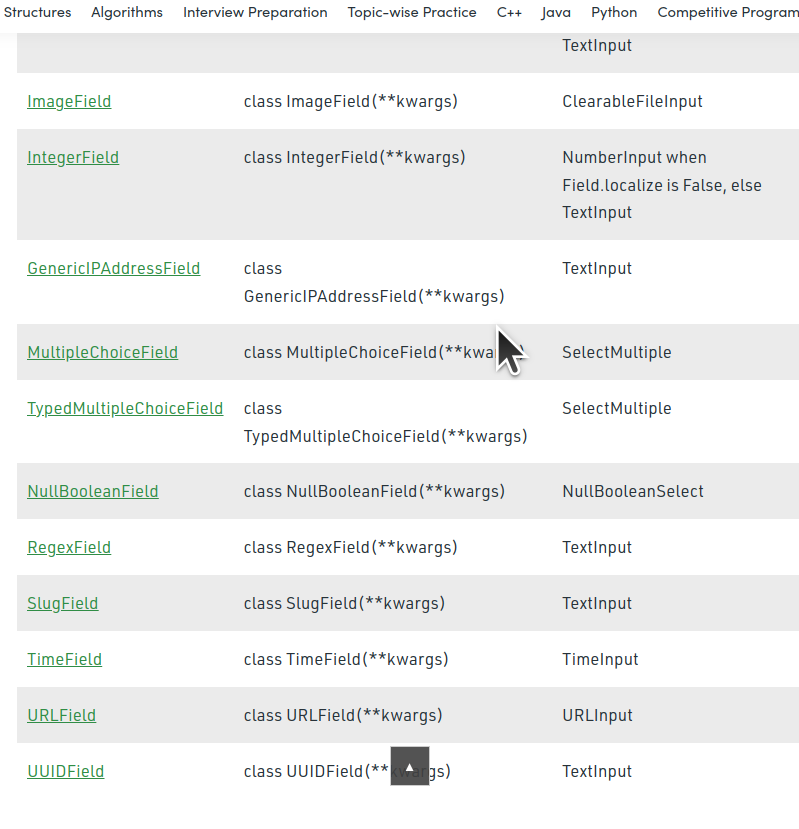 Structures Algorithms Interview Preparation Topic-wise Practice C++ Java Python Competitive Program
TextInput
ImageField class ImageField(**kwargs) ClearableFileInput
IntegerField class IntegerField(**kwargs) NumberInput when
Field.localize is False, else
TextInput
GenericIPAddressField class TextInput
GenericIPAddressField(**kwargs)
MultipleChoiceField class MultipleChoiceField(**kwa ) SelectMultiple
TypedMultipleChoiceField class SelectMultiple
TypedMultipleChoiceField(**kwargs)
NullBooleanField class NullBooleanField(**kwargs) NullBooleanSelect
RegexField class RegexField(**kwargs) TextInput
SlugField class SlugField(**kwargs) TextInput
TimeField class TimeField(**kwargs) TimeInput
URLField class URLField(**kwargs) URLInput
UUIDField class UUIDField(**kwargs) TextInput